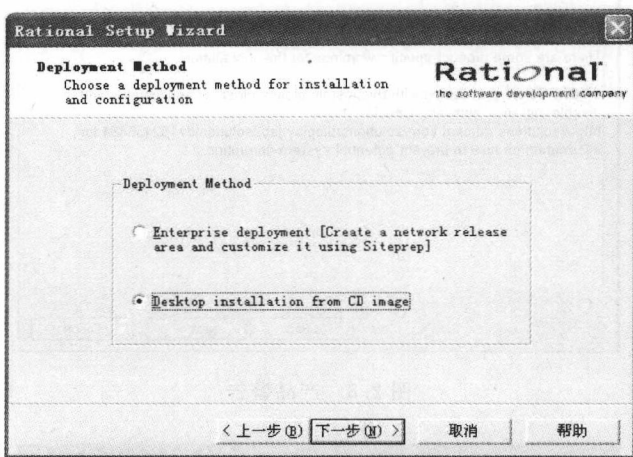 Rational Setup Wizard
Deployment Method
Choose a deployment method for installation
and configuration
Rational
the software development company
Deployment Method
Enterprise deployment [Create a network release
area and customize it using Siteprep]
Desktop installation from CD image
< 上一步(B)
下一步(N) >
取消
帮助